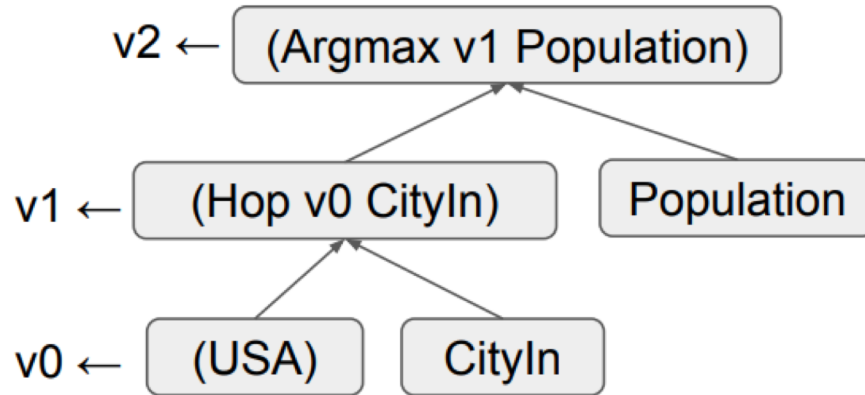 v2 ← (Argmax v1 Population)
v1 ← (Hop v0 CityIn) Population
v0 ← (USA) CityIn